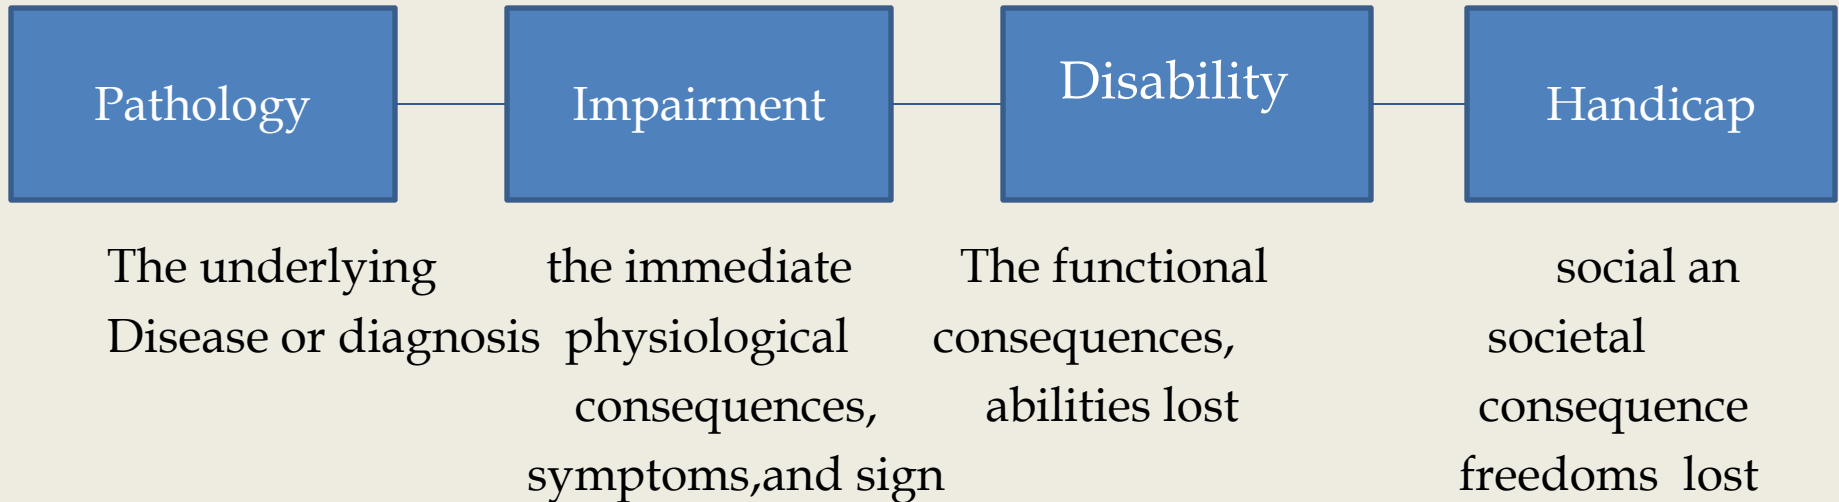 Pathology
Impairment
Disability
Handicap
The underlying
Disease or diagnosis
the immediate
physiological
consequences,
symptoms,and sign
The functional
consequences,
abilities lost
social an
societal
consequence
freedoms lost